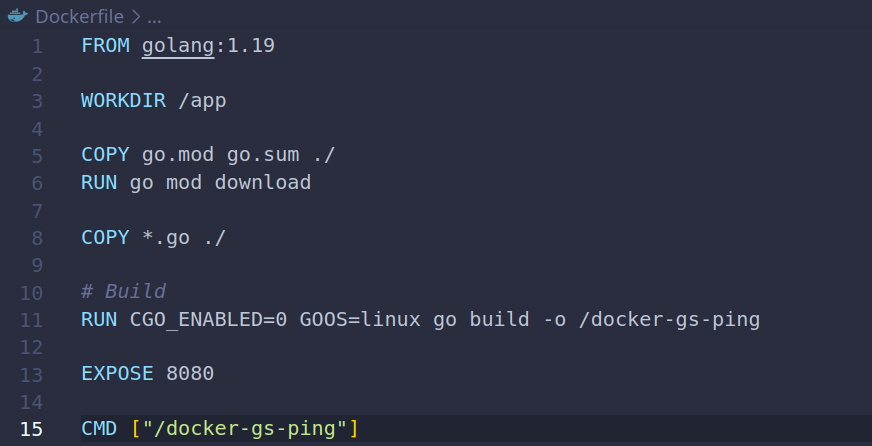 Dockerfile > ...
1 FROM golang:1.19
2
3 WORKDIR /app
4
5 COPY go.mod go.sum ./
6 RUN go mod download
7
8 COPY *.go ./
9
10 # Build
11 RUN CGO_ENABLED=0 GOOS=linux go build -o /docker-gs-ping
12
13 EXPOSE 8080
14
15 CMD ["/docker-gs-ping"]